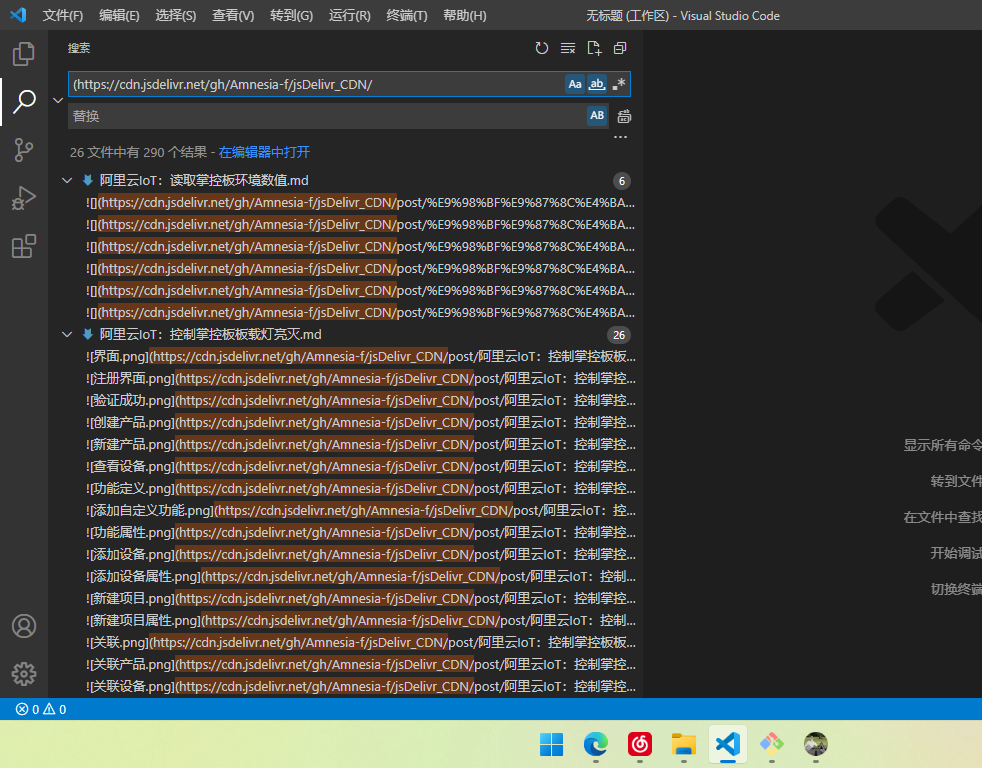 文件(F) 编辑(E) 选择(S) 查看(V) 转到(G) 运行(R) 终端(T) 帮助(H) 无标题 (工作区) - Visual Studio Code
搜索
(https://cdn.jsdelivr.net/gh/Amnesia-f/jsDelivr_CDN/ Aa ab .*
替换 AB
...
26 文件中有 290 个结果 - 在编辑器中打开
阿里云IoT：读取掌控板环境数值.md 6
![](https://cdn.jsdelivr.net/gh/Amnesia-f/jsDelivr_CDN/post/%E9%98%BF%E9%87%8C%E4%BA...
![](https://cdn.jsdelivr.net/gh/Amnesia-f/jsDelivr_CDN/post/%E9%98%BF%E9%87%8C%E4%BA...
![](https://cdn.jsdelivr.net/gh/Amnesia-f/jsDelivr_CDN/post/%E9%98%BF%E9%87%8C%E4%BA...
![](https://cdn.jsdelivr.net/gh/Amnesia-f/jsDelivr_CDN/post/%E9%98%BF%E9%87%8C%E4%BA...
![](https://cdn.jsdelivr.net/gh/Amnesia-f/jsDelivr_CDN/post/%E9%98%BF%E9%87%8C%E4%BA...
![](https://cdn.jsdelivr.net/gh/Amnesia-f/jsDelivr_CDN/post/%E9%98%BF%E9%87%8C%E4%BA...
阿里云IoT：控制掌控板板载灯亮灭.md 26
![界面.png](https://cdn.jsdelivr.net/gh/Amnesia-f/jsDelivr_CDN/post/阿里云IoT：控制掌控板板...
![注册界面.png](https://cdn.jsdelivr.net/gh/Amnesia-f/jsDelivr_CDN/post/阿里云IoT：控制掌控...
![验证成功.png](https://cdn.jsdelivr.net/gh/Amnesia-f/jsDelivr_CDN/post/阿里云IoT：控制掌控...
![创建产品.png](https://cdn.jsdelivr.net/gh/Amnesia-f/jsDelivr_CDN/post/阿里云IoT：控制掌控...
![新建产品.png](https://cdn.jsdelivr.net/gh/Amnesia-f/jsDelivr_CDN/post/阿里云IoT：控制掌控...
![查看设备.png](https://cdn.jsdelivr.net/gh/Amnesia-f/jsDelivr_CDN/post/阿里云IoT：控制掌控...
![功能定义.png](https://cdn.jsdelivr.net/gh/Amnesia-f/jsDelivr_CDN/post/阿里云IoT：控制掌控...
![添加自定义功能.png](https://cdn.jsdelivr.net/gh/Amnesia-f/jsDelivr_CDN/post/阿里云IoT：控...
![功能属性.png](https://cdn.jsdelivr.net/gh/Amnesia-f/jsDelivr_CDN/post/阿里云IoT：控制掌控...
![添加设备.png](https://cdn.jsdelivr.net/gh/Amnesia-f/jsDelivr_CDN/post/阿里云IoT：控制掌控...
![添加设备属性.png](https://cdn.jsdelivr.net/gh/Amnesia-f/jsDelivr_CDN/post/阿里云IoT：控制...
![新建项目.png](https://cdn.jsdelivr.net/gh/Amnesia-f/jsDelivr_CDN/post/阿里云IoT：控制掌控...
![新建项目属性.png](https://cdn.jsdelivr.net/gh/Amnesia-f/jsDelivr_CDN/post/阿里云IoT：控制...
![关联.png](https://cdn.jsdelivr.net/gh/Amnesia-f/jsDelivr_CDN/post/阿里云IoT：控制掌控板板...
![关联产品.png](https://cdn.jsdelivr.net/gh/Amnesia-f/jsDelivr_CDN/post/阿里云IoT：控制掌控...
![关联设备.png](https://cdn.jsdelivr.net/gh/Amnesia-f/jsDelivr_CDN/post/阿里云IoT：控制掌控...
显示所有命令
转到文件
在文件中查找
开始调试
切换终端
0 0